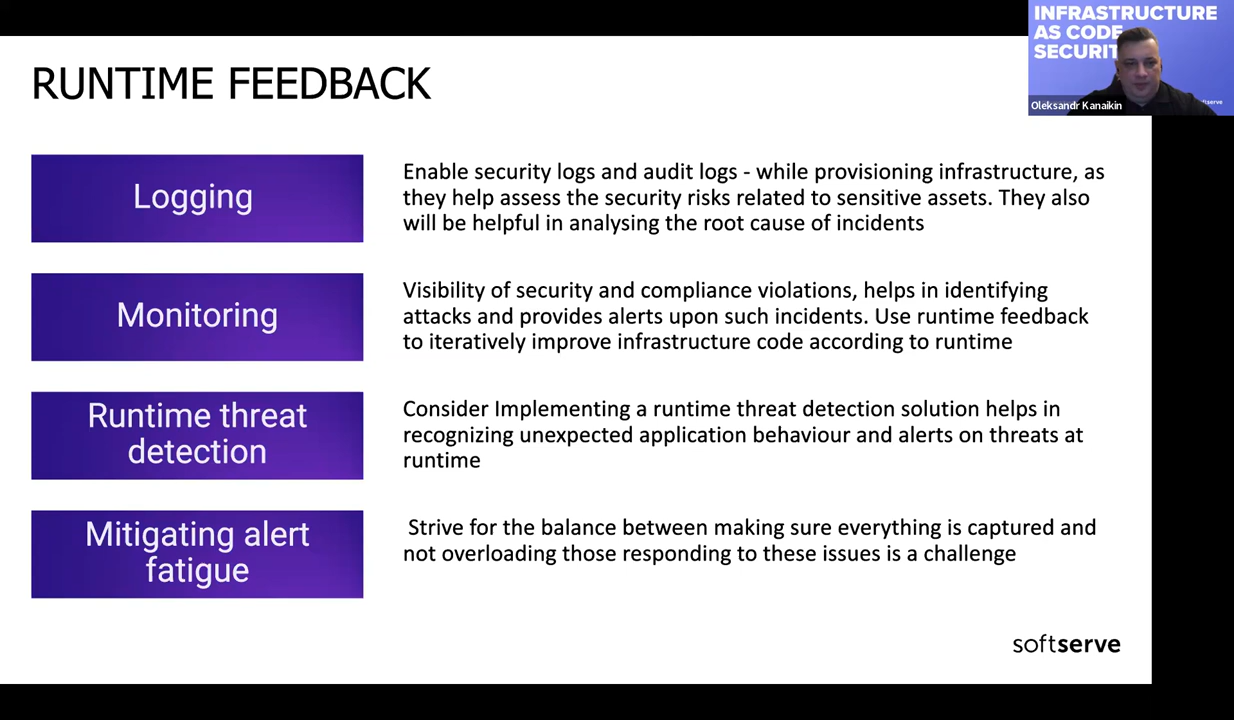 RUNTIME FEEDBACK
Logging
Enable security logs and audit logs - while provisioning infrastructure, as
they help assess the security risks related to sensitive assets. They also
will be helpful in analysing the root cause of incidents
Monitoring
Visibility of security and compliance violations, helps in identifying
attacks and provides alerts upon such incidents. Use runtime feedback
to iteratively improve infrastructure code according to runtime
Runtime threat
detection
Consider Implementing a runtime threat detection solution helps in
recognizing unexpected application behaviour and alerts on threats at
runtime
Mitigating alert
fatigue
Strive for the balance between making sure everything is captured and
not overloading those responding to these issues is a challenge
softserve
INFRASTRUCTURE
AS CODE
Oleksandr Kanaikin